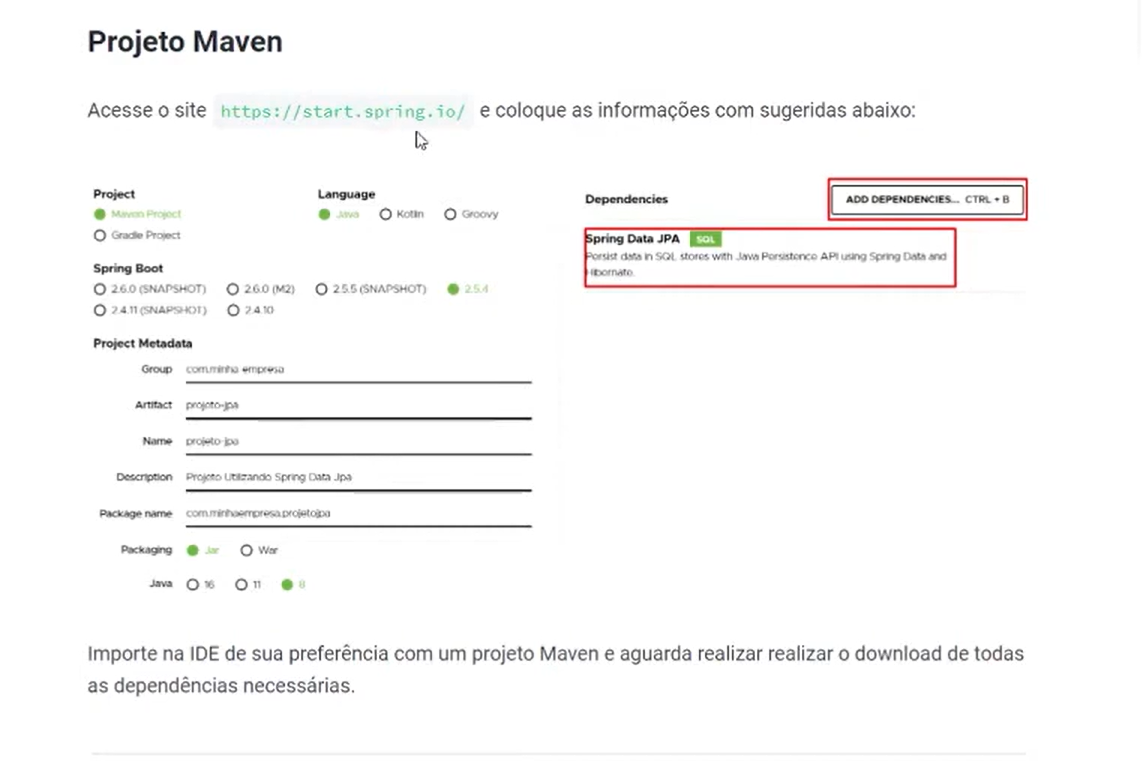 Projeto Maven
Acesse o site https://start.spring.io/ e coloque as informações com sugeridas abaixo:
Project
Maven Project
Gradle Project
Language
Java Kotlin Groovy
Spring Boot
2.6.0 (SNAPSHOT) 2.6.0 (M2) 2.5.5 (SNAPSHOT) 2.5.4
2.4.11 (SNAPSHOT) 2.4.10
Project Metadata
Group com.minha empresa
Artifact projeto-jpa
Name projeto-jpa
Description Projeto Utilizando Spring Data Jpa
Package name com.minhaempresa.projetojpa
Packaging Jar War
Java 16 11 8
Dependencies
ADD DEPENDENCIES... CTRL + B
Spring Data JPA SQL
Persist data in SQL stores with Java Persistence API using Spring Data and
Hibernate.
Importe na IDE de sua preferência com um projeto Maven e aguarda realizar realizar o download de todas
as dependências necessárias.